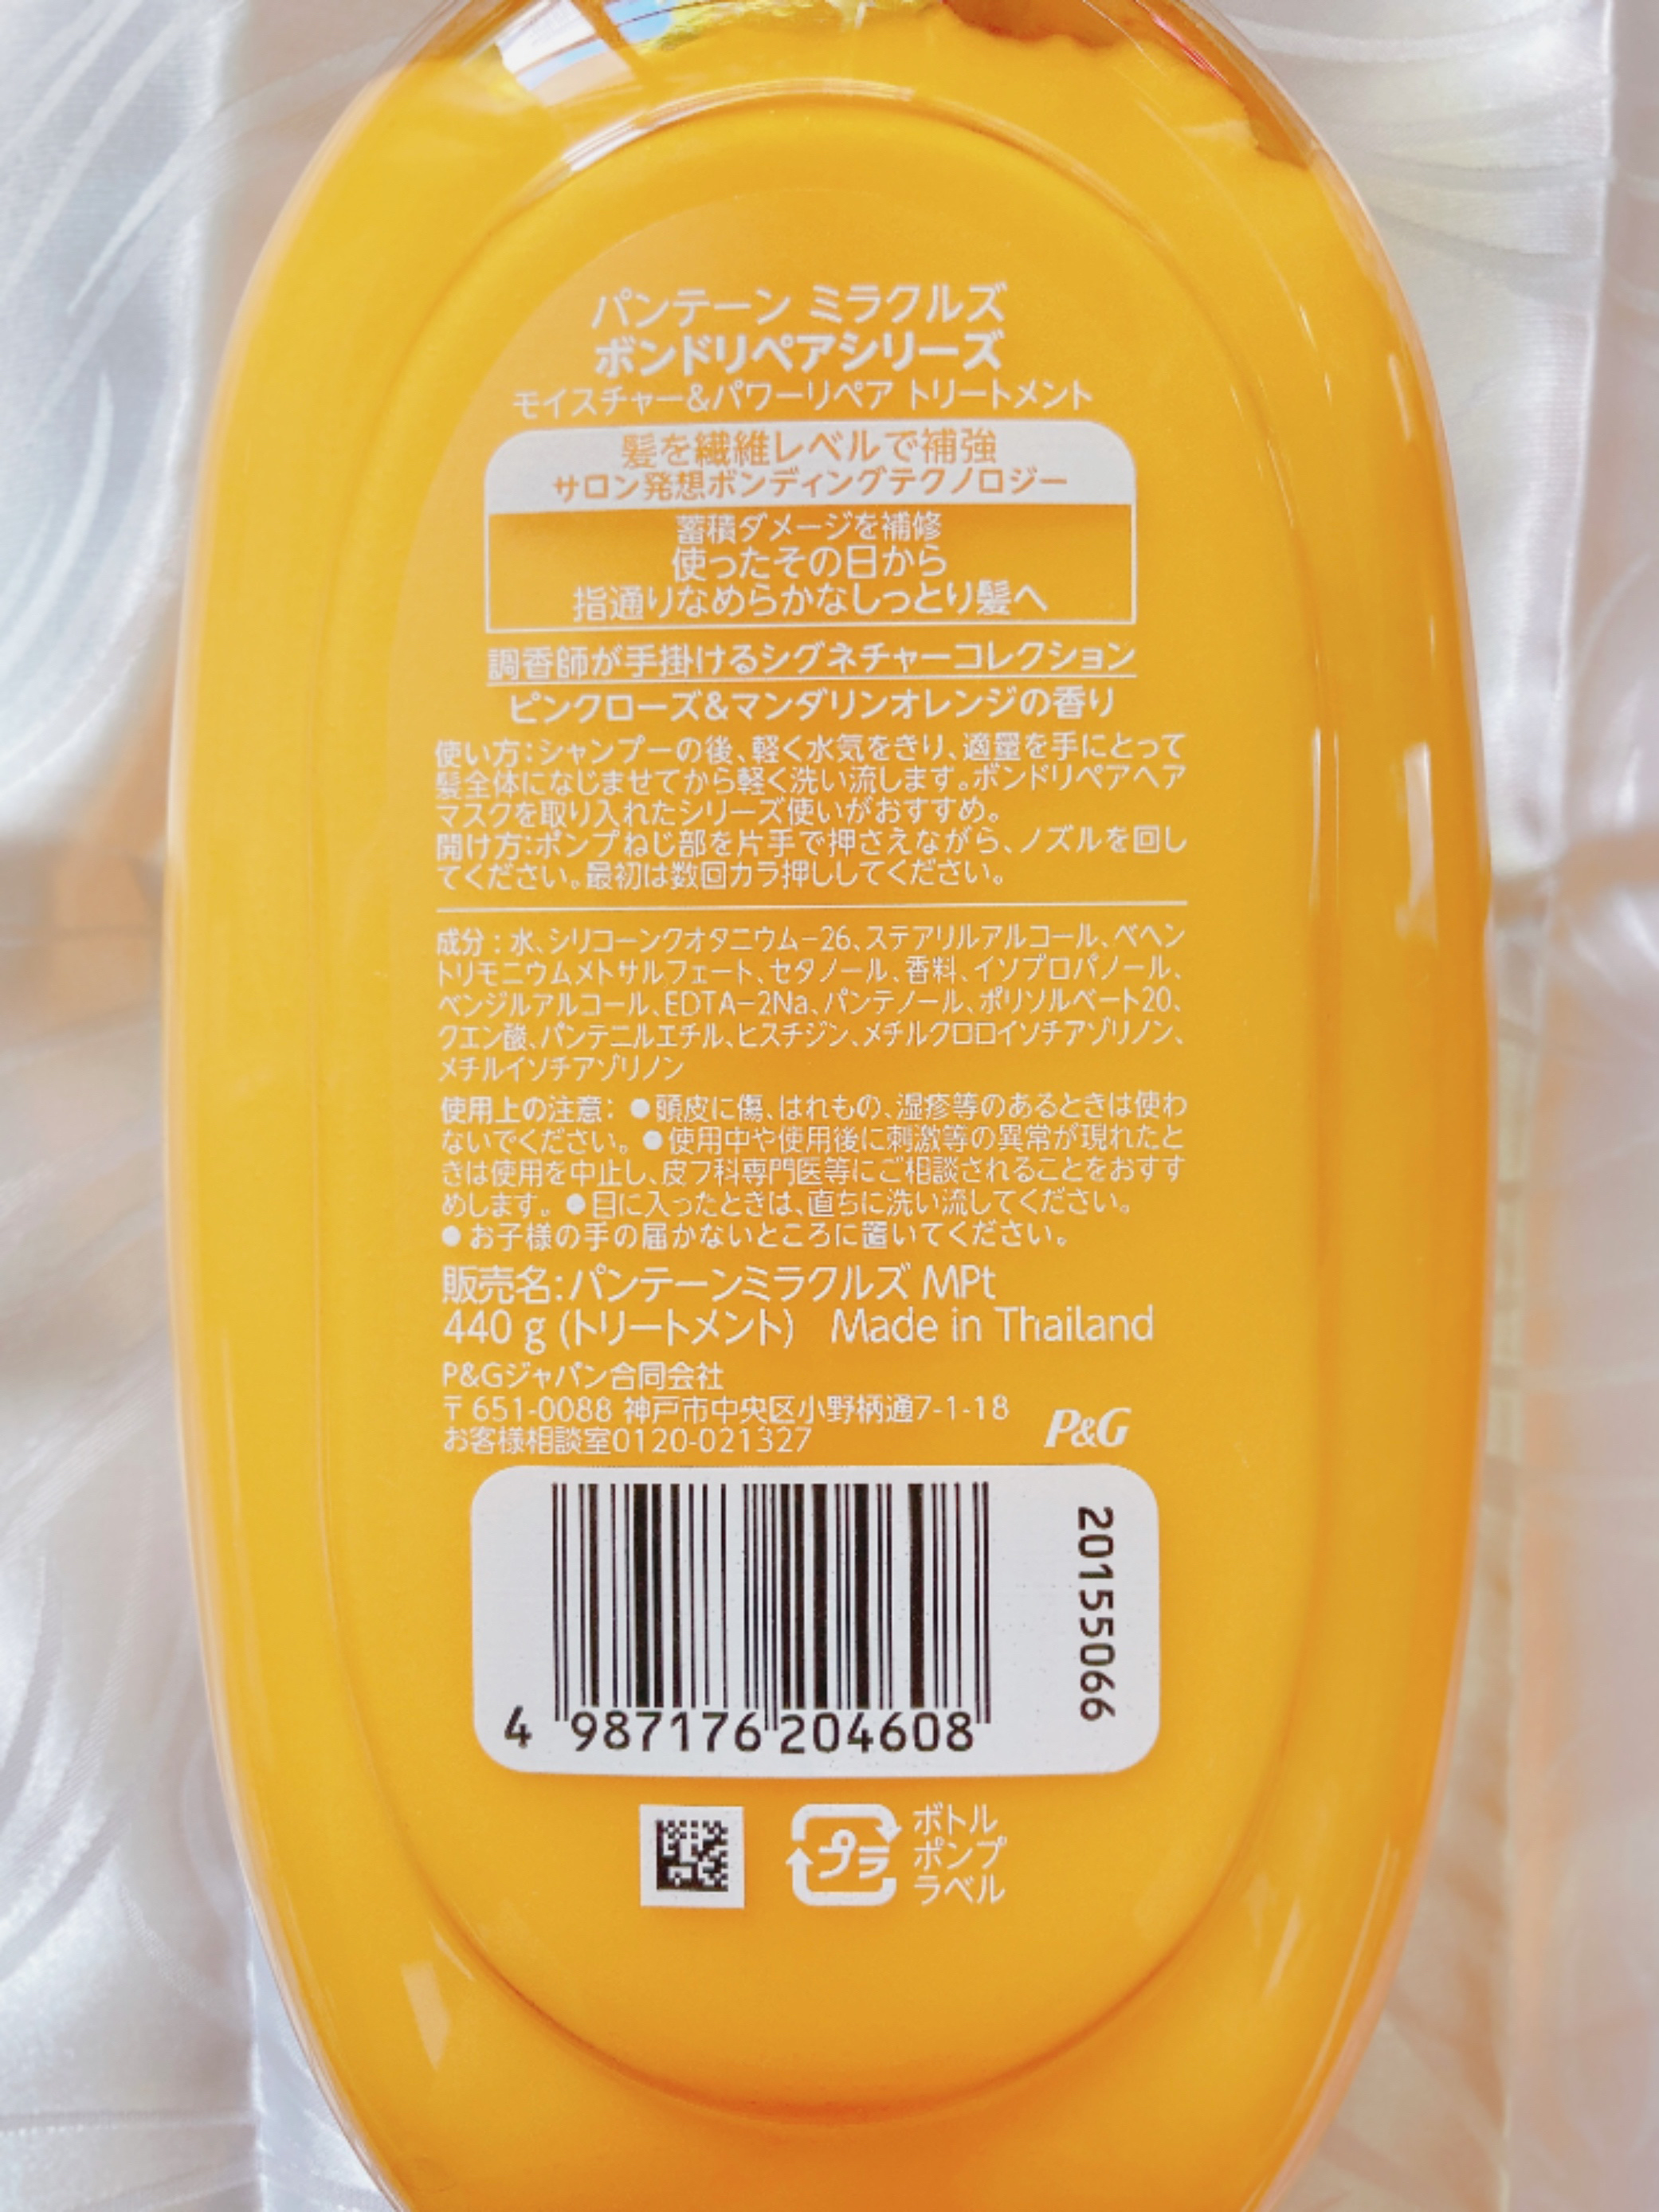 パンテーン ミラクルズ
ボンドリペアシリーズ
モイスチャー&パワーリペア トリートメント
髪を繊維レベルで補強
サロン発想ボンディングテクノロジー
蓄積ダメージを補修
使ったその日から
指通りなめらかなしっとり髪へ
調香師が手掛けるシグネチャーコレクション
ピンクローズ&マンダリンオレンジの香り
使い方:シャンプーの後、軽く水気をきり、適量を手にとって
髪全体になじませてから軽く洗い流します。ボンドリペアヘア
マスクを取り入れたシリーズ使いがおすすめ。
開け方:ポンプねじ部を片手で押さえながら、ノズルを回し
てください。最初は数回カラ押ししてください。
成分:水、シリコーンクオタニウム-26、ステアリルアルコール、ベヘン
トリモニウムメトサルフェート、セタノール、香料、イソプロパノール、
ベンジルアルコール、EDTA-2Na、パンテノール、ポリソルベート20、
クエン酸、パンテニルエチル、ヒスチジン、メチルクロロイソチアゾリノン、
メチルイソチアゾリノン
使用上の注意: ●頭皮に傷、はれもの、湿疹等のあるときは使わ
ないでください。●使用中や使用後に刺激等の異常が現れたと
きは使用を中止し、皮フ科専門医等にご相談されることをおすす
めします。●目に入ったときは、直ちに洗い流してください。
●お子様の手の届かないところに置いてください。
販売名:パンテーンミラクルズ MPt
440 g (トリートメント) Made in Thailand
P&Gジャパン合同会社
〒651-0088 神戸市中央区小野柄通7-1-18
お客様相談室0120-021327
P&G
20155066
4 987176 204608
プラ
ボトル
ポンプ
ラベル